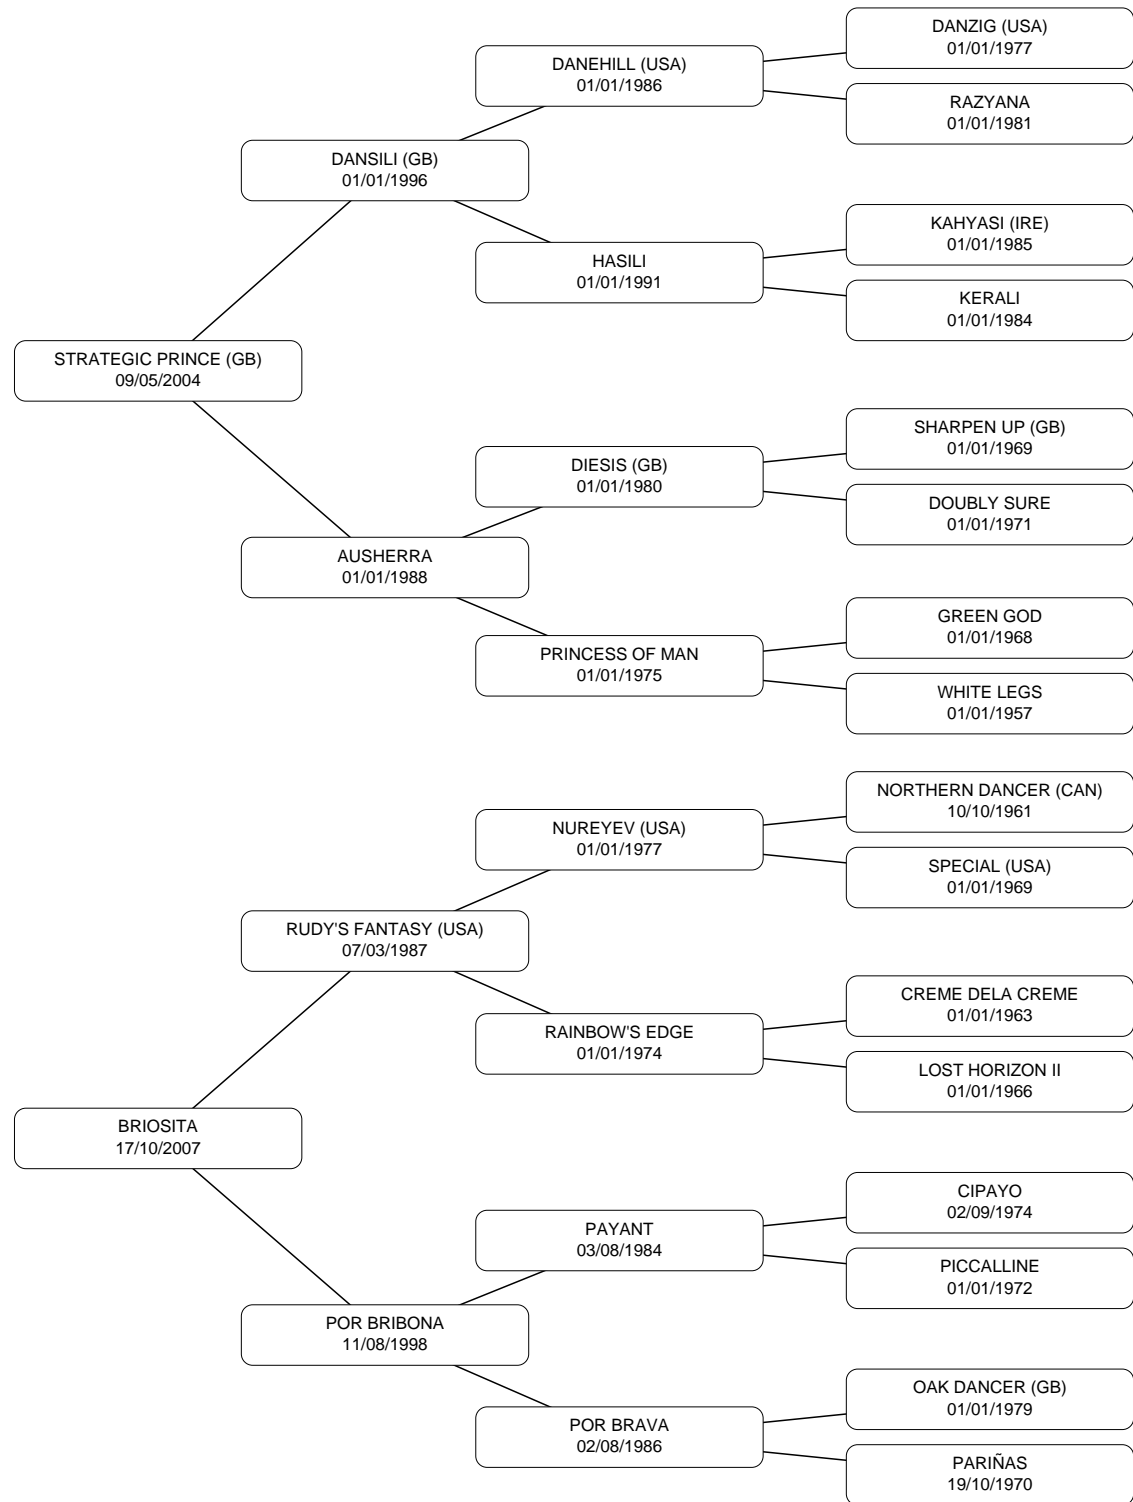 DANZIG (USA)
01/01/1977
DANEHILL (USA)
01/01/1986
RAZYANA
01/01/1981
DANSILI (GB)
01/01/1996
KAHYASI (IRE)
01/01/1985
HASILI
01/01/1991
KERALI
01/01/1984
STRATEGIC PRINCE (GB)
09/05/2004
SHARPEN UP (GB)
01/01/1969
DIESIS (GB)
01/01/1980
DOUBLY SURE
01/01/1971
AUSHERRA
01/01/1988
GREEN GOD
01/01/1968
PRINCESS OF MAN
01/01/1975
WHITE LEGS
01/01/1957
NORTHERN DANCER (CAN)
10/10/1961
NUREYEV (USA)
01/01/1977
SPECIAL (USA)
01/01/1969
RUDY'S FANTASY (USA)
07/03/1987
CREME DELA CREME
01/01/1963
RAINBOW'S EDGE
01/01/1974
LOST HORIZON II
01/01/1966
BRIOSITA
17/10/2007
CIPAYO
02/09/1974
PAYANT
03/08/1984
PICCALLINE
01/01/1972
POR BRIBONA
11/08/1998
OAK DANCER (GB)
01/01/1979
POR BRAVA
02/08/1986
PARIÑAS
19/10/1970